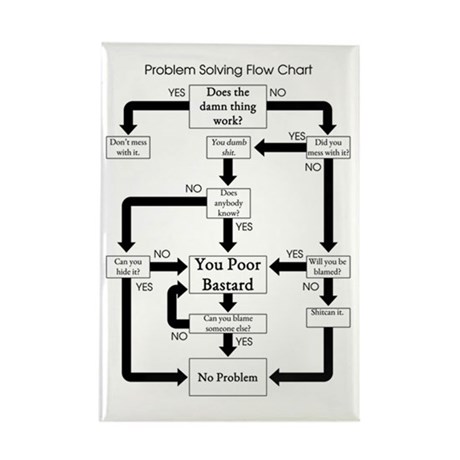 Problem Solving Flow Chart
YES
NO
Does the
damn thing
work?
Don't mess
with it.
You dumb
shit.
YES
Did you
mess with it?
NO
NO
Does
anybody
know?
YES
Can you
hide it?
NO
YES
You Poor
Bastard
YES
Will you be
blamed?
NO
Shitcan it.
Can you blame
someone else?
NO
YES
No Problem